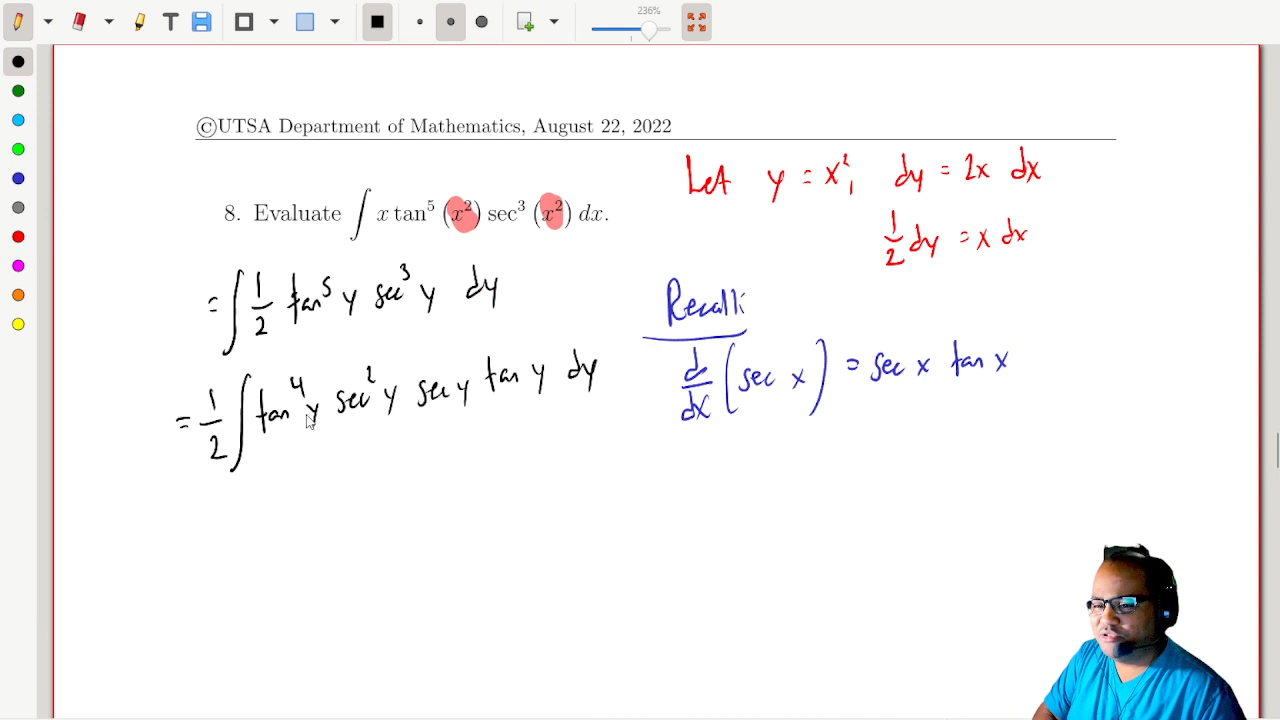 236%
©UTSA Department of Mathematics, August 22, 2022
Let y = x², dy = 2x dx
8. Evaluate ∫ x tan⁵ (x²) sec³ (x²) dx.
1/2 dy = x dx
= ∫ 1/2 tan⁵ y sec³ y dy
Recall:
d/dx (sec x) = sec x tan x
= 1/2 ∫ tan⁴ y sec² y sec y tan y dy